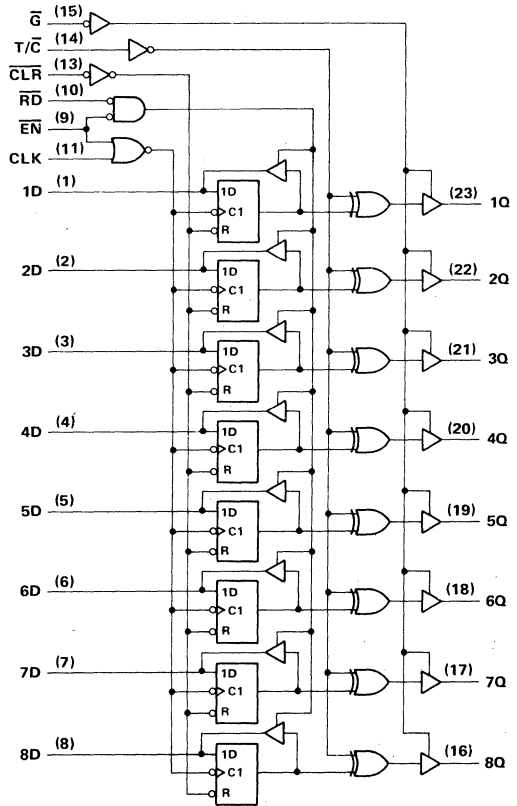 G̅ (15)
T/C̅ (14)
C̅L̅R̅ (13)
R̅D̅ (10)
E̅N̅ (9)
CLK (11)
1D (1)
1D
C1
R
(23) 1Q
2D (2)
1D
C1
R
(22) 2Q
3D (3)
1D
C1
R
(21) 3Q
4D (4)
1D
C1
R
(20) 4Q
5D (5)
1D
C1
R
(19) 5Q
6D (6)
1D
C1
R
(18) 6Q
7D (7)
1D
C1
R
(17) 7Q
8D (8)
1D
C1
R
(16) 8Q